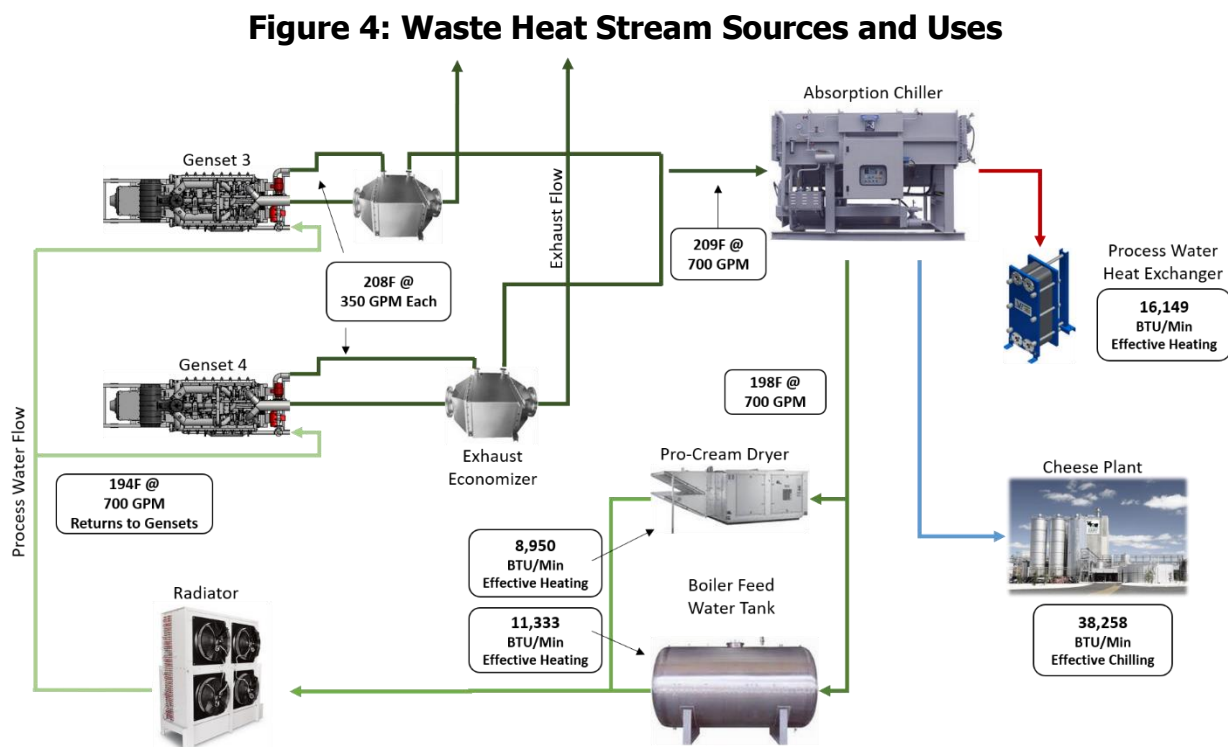 Figure 4: Waste Heat Stream Sources and Uses
Absorption Chiller
Genset 3
Exhaust Flow
209F @
700 GPM
Process Water
Heat Exchanger
208F @
350 GPM Each
16,149
BTU/Min
Effective Heating
Genset 4
198F @
700 GPM
Process Water Flow
Exhaust
Economizer
Pro-Cream Dryer
Cheese Plant
194F @
700 GPM
Returns to Gensets
8,950
BTU/Min
Effective Heating
Radiator
Boiler Feed
Water Tank
11,333
BTU/Min
Effective Heating
38,258
BTU/Min
Effective Chilling